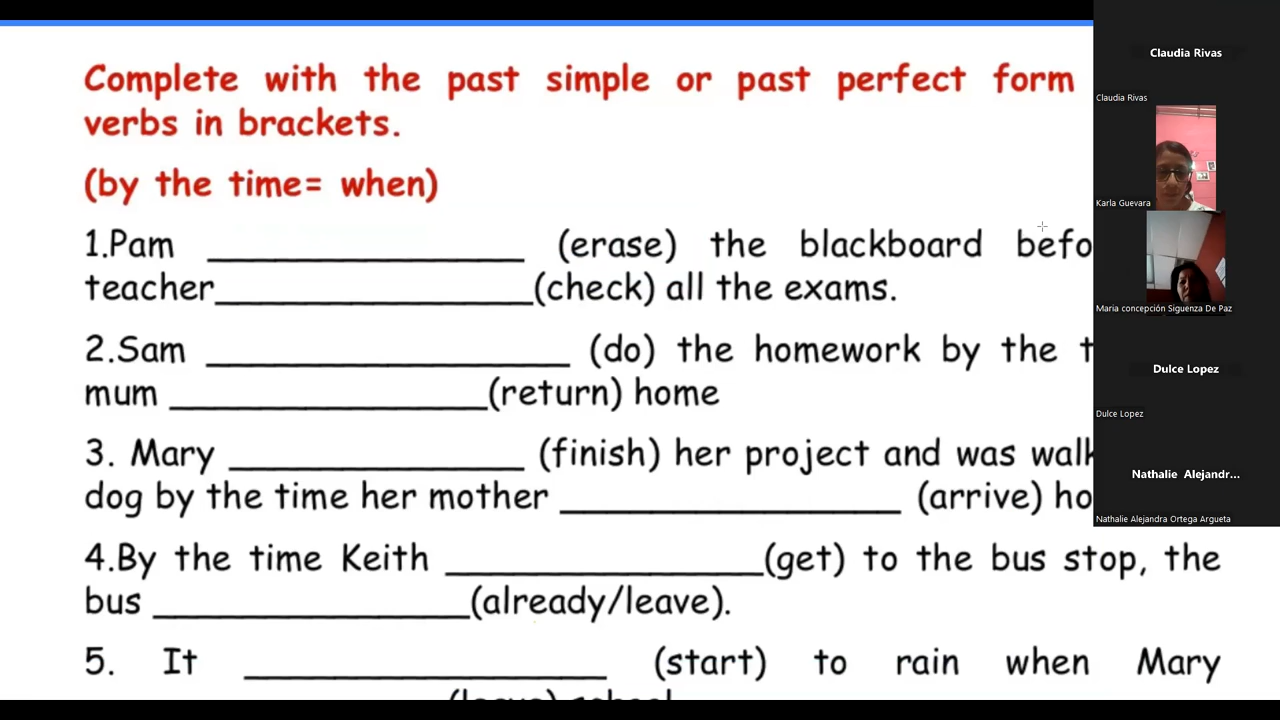 Complete with the past simple or past perfect form
verbs in brackets.
(by the time= when)
1.Pam ________________ (erase) the blackboard
teacher________________(check) all the exams.
2.Sam __________________ (do) the homework by the
mum ________________(return) home
3. Mary _______________ (finish) her project and was
dog by the time her mother _________________ (arrive)
4.By the time Keith ________________(get) to the bus stop, the
bus ________________(already/leave).
5. It __________________ (start) to rain when Mary
Claudia Rivas
Claudia Rivas
Karla Guevara
Maria concepción Siguenza De Paz
Dulce Lopez
Dulce Lopez
Nathalie Alejandr...
Nathalie Alejandra Ortega Argueta